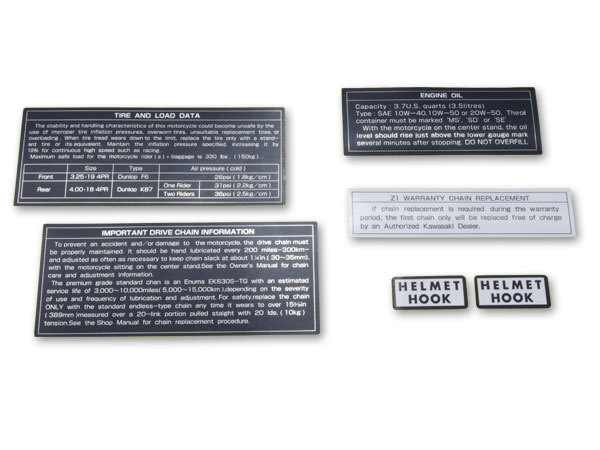 TIRE AND LOAD DATA
The stability and handling characteristics of this motorcycle could become unsafe by the
use of improper tire inflation pressures, overworn tires, unsuitable replacement tires, or
overloading. When tire tread wears down to the limit, replace the tire only with a stand-
ard tire or its equivalent. Maintain the inflation pressure specified, increasing it by
10% for continuous high speed such as racing.
Maximum safe load for the motorcycle rider (s)+baggage is 330 lbs. (150kg)
Size Maker Type Air pressure (cold)
Front 3.25-19 4PR Dunlop F6 26psi (1.8kg/cm)
Rear 4.00-18 4PR Dunlop K87 One Rider 31psi (2.2kg/cm)
Two Riders 36psi (2.5kg/cm)
IMPORTANT DRIVE CHAIN INFORMATION
To prevent an accident and/or damage to the motorcycle, the drive chain must
be properly maintained. It should be hand lubricated every 200 miles-300km-
and adjusted as often as necessary to keep chain slack at about 1¼in.(30~35mm),
with the motorcycle sitting on the center stand. See the Owner's Manual for chain
care and adjustment information.
The premium grade standard chan is an Enuma EK630S-TG with an estimated
service life of 3,000~10,000miles(5,000~15,000km),depending on the severity
of use and frequency of lubrication and adjustment. For safety,replace the chain
ONLY with the standard endless-type chain any time it wears to over
(389mm)measured over a 20-link portion pulled staight with 20 lds. (10kg)
tension.See the Shop Manual for chain replacement procedure.
ENGINE OIL
Capacity : 3.7U.S. quarts (3.5litres)
Type : SAE 10W-40,10W-50 or 20W-50. Theoil
container must be marked 'MS', 'SD' or 'SE'.
With the motorcycle on the center stand, the oil
level should rise just above the lower gauge mark
several minutes after stopping. DO NOT OVERFILL
Z1 WARRANTY CHAIN REPLACEMENT
If chain replacement is required during the warranty
period, the first chain only will be replaced free of charge
by an Authorized Kawasaki Dealer.
HELMET
HOOK
HELMET
HOOK